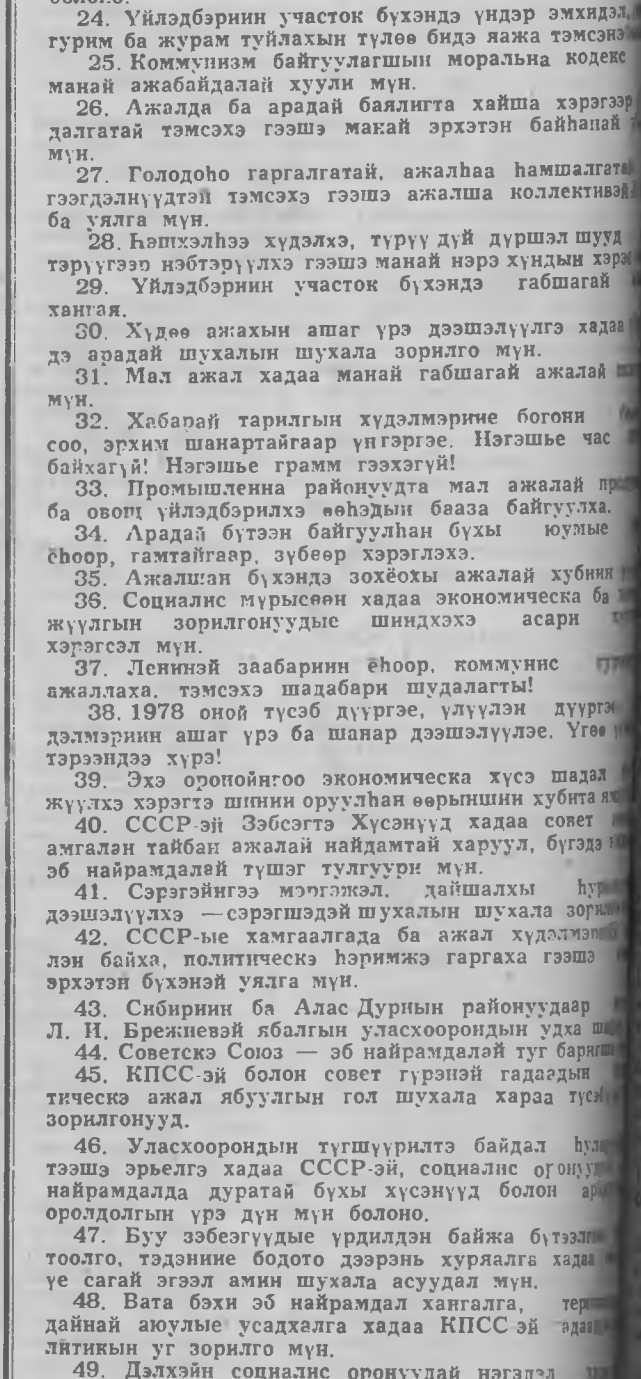 24. Үйлэдбэриин участок бүхэндэ үндэр эмхидэл,
гурим ба журам туйлахын түлөө бидэ яажа тэмсэнэ
25. Коммунизм байгуулагшын моральна кодекс
манай ажабайдалай хуули мүн.
26. Ажалда ба арадай баялигта хайша хэрэгээр
далгатай тэмсэхэ гээшэ манай эрхэтэн байһанай
мүн.
27. Голодоһо гаргалгатай, ажалһаа һамшалгатай
гээгдэлнүүдтэй тэмсэхэ гээшэ ажалша коллективэй
ба уялга мүн.
28. Һэшхэлһээ хүдэлхэ, түрүү дүй дүршэл шууд
тэрүүгээр нэбтэрүүлхэ гээшэ манай нэрэ хүндын хэрэг
29. Үйлэдбэриин участок бүхэндэ габшагай
хангая.
30. Хүдөө ажахын ашаг үрэ дээшэлүүлгэ хадаа
дэ арадай шухалын шухала зорилго мүн.
31. Мал ажал хадаа манай габшагай ажалай
мүн.
32. Хабарай тарилгын хүдэлмэриие богони
соо, эрхим шанартайгаар үнгэргэе. Нэгэшье час
байхагүй! Нэгэшье грамм гээхэгүй!
33. Промышленна районуудта мал ажалай
ба овощ үйлэдбэрилхэ өөһэдын бааза байгуулха.
34. Арадай бүтээн байгуулһан бүхы юумые
ёһоор, гамтайгаар, зүбөөр хэрэглэхэ.
35. Ажалшан бүхэндэ зохёохы ажалай хубиин
36. Социалис мүрысөөн хадаа экономическа ба
жүүлгын зорилгонуудые шиндхэхэ асари
хэрэгсэл мүн.
37. Ленинэй заабариин ёһоор, коммунис
ажаллаха, тэмсэхэ шадабари шудалагты!
38. 1978 оной түсэб дүүргэе, үлүүлэн дүүргэе
дэлмэриин ашаг үрэ ба шанар дээшэлүүлэе. Үгөө
тэрээндээ хүрэ!
39. Эхэ оронойнгоо экономическа хүсэ шадал
жүүлхэ хэрэгтэ шинии оруулһан өөрыншни хубита
40. СССР-эй Зэбсэгтэ Хүсэнүүд хадаа совет
амгалан тайбан ажалай найдамтай харуул, бүгэдэ
эб найрамдалай түшэг тулгуури мүн.
41. Сэрэгэйнгээ мэргэжэл, дайшалхы
дээшэлүүлхэ — сэрэгшэдэй шухалын шухала
42. СССР-ые хамгаалгада ба ажал
лэн байха, политическэ һэримжэ гаргаха гээшэ
эрхэтэн бүхэнэй уялга мүн.
43. Сибириин ба Алас Дурнын районуудаар
Л. И. Брежневэй ябалгын уласхоорондын удха
44. Советскэ Союз — эб найрамдалай туг
45. КПСС-эй болон совет гүрэнэй гадаадын
тическэ ажал ябуулгын гол шухала хараа
зорилгонууд.
46. Уласхоорондын түгшүүрилтэ байдал
тээшэ эрьелгэ хадаа СССР-эй, социалис
найрамдалда дуратай бүхы хүсэнүүд болон
оролдолгын үрэ дүн мүн болоно.
47. Буу зэбсэгүүдые үрдилдэн байжа
тоолго, тэдэниие бодото дээрэнь хуряалга хадаа
үе сагай эгээл амин шухала асуудал мүн.
48. Бата бэхи эб найрамдал хангалга,
дайнай аюулые усадхалга хадаа КПСС-эй
литикын уг зорилго мүн.
49. Дэлхэйн социалис оронуудай нэгэдэл